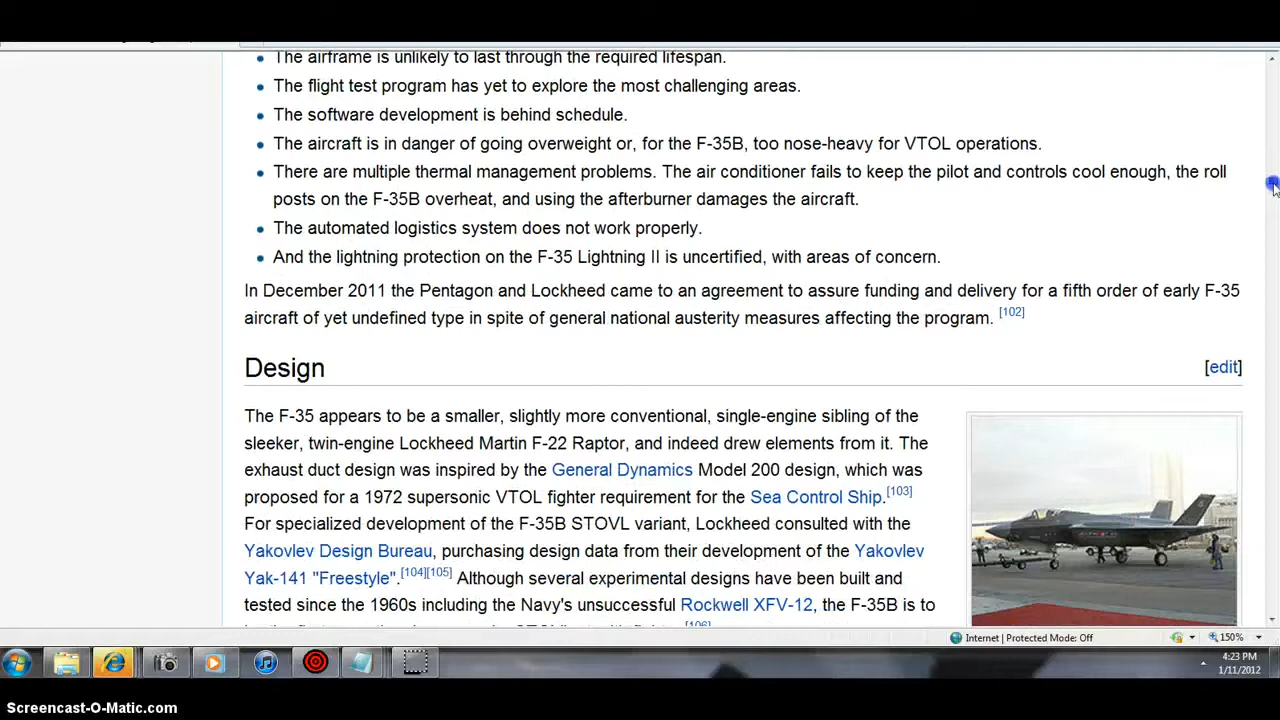 The airframe is unlikely to last through the required lifespan.
The flight test program has yet to explore the most challenging areas.
The software development is behind schedule.
The aircraft is in danger of going overweight or, for the F-35B, too nose-heavy for VTOL operations.
There are multiple thermal management problems. The air conditioner fails to keep the pilot and controls cool enough, the roll
posts on the F-35B overheat, and using the afterburner damages the aircraft.
The automated logistics system does not work properly.
And the lightning protection on the F-35 Lightning II is uncertified, with areas of concern.
In December 2011 the Pentagon and Lockheed came to an agreement to assure funding and delivery for a fifth order of early F-35
aircraft of yet undefined type in spite of general national austerity measures affecting the program. [102]
Design [edit]
The F-35 appears to be a smaller, slightly more conventional, single-engine sibling of the
sleeker, twin-engine Lockheed Martin F-22 Raptor, and indeed drew elements from it. The
exhaust duct design was inspired by the General Dynamics Model 200 design, which was
proposed for a 1972 supersonic VTOL fighter requirement for the Sea Control Ship.[103]
For specialized development of the F-35B STOVL variant, Lockheed consulted with the
Yakovlev Design Bureau, purchasing design data from their development of the Yakovlev
Yak-141 "Freestyle".[104][105] Although several experimental designs have been built and
tested since the 1960s including the Navy's unsuccessful Rockwell XFV-12, the F-35B is to
[106]
Internet | Protected Mode: Off
150%
4:23 PM
1/11/2012
Screencast-O-Matic.com